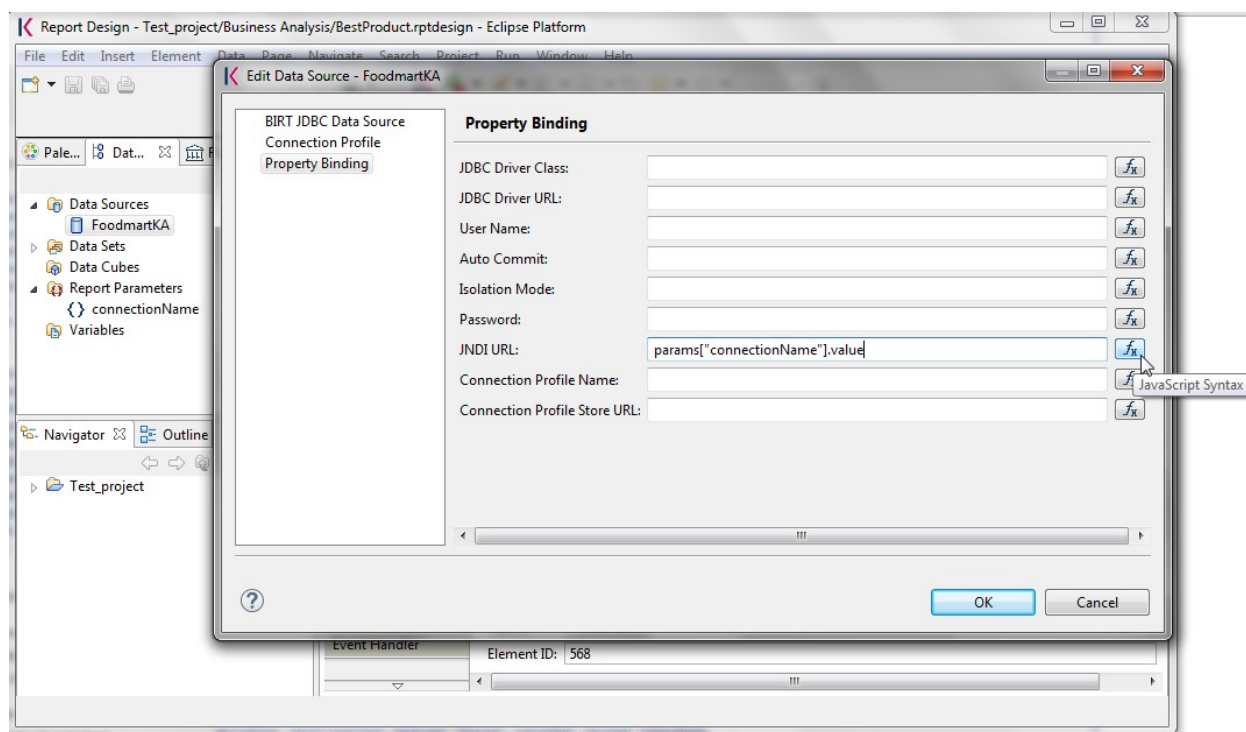 Report Design - Test_project/Business Analysis/BestProduct.rptdesign - Eclipse Platform
File Edit Insert Element Data Page Navigate Search Project Run Window Help
Edit Data Source - FoodmartKA
BIRT JDBC Data Source
Connection Profile
Property Binding
Property Binding
JDBC Driver Class:
JDBC Driver URL:
User Name:
Auto Commit:
Isolation Mode:
Password:
JNDI URL: params["connectionName"].value
Connection Profile Name:
Connection Profile Store URL:
JavaScript Syntax
OK Cancel
Pale... Dat...
Data Sources
FoodmartKA
Data Sets
Data Cubes
Report Parameters
connectionName
Variables
Navigator Outline
Test_project
Event Handler
Element ID: 568